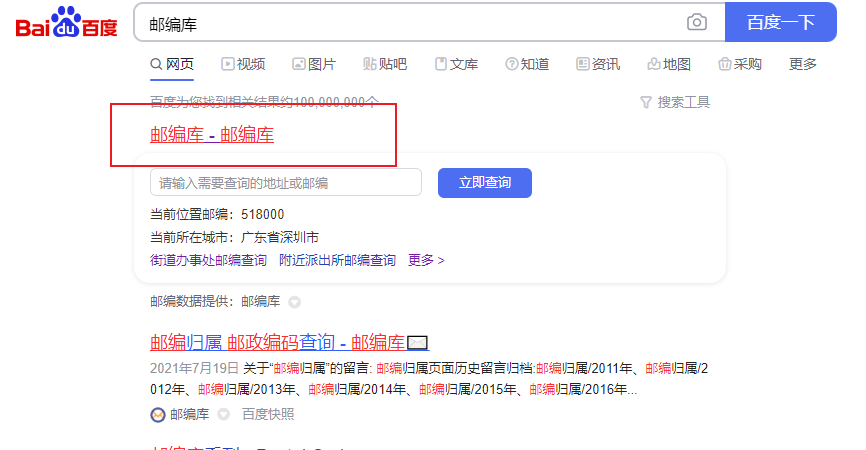 Bai du 百度 邮编库 百度一下
网页 视频 图片 贴吧 文库 知道 资讯 地图 采购 更多
百度为您找到相关结果约100,000,000个 搜索工具
邮编库 - 邮编库
请输入需要查询的地址或邮编 立即查询
当前位置邮编：518000
当前所在城市：广东省深圳市
街道办事处邮编查询 附近派出所邮编查询 更多 >
邮编数据提供：邮编库
邮编归属 邮政编码查询 - 邮编库
2021年7月19日 关于“邮编归属”的留言: 邮编归属页面历史留言归档:邮编归属/2011年、邮编归属/2
012年、邮编归属/2013年、邮编归属/2014年、邮编归属/2015年、邮编归属/2016年...
邮编库 百度快照